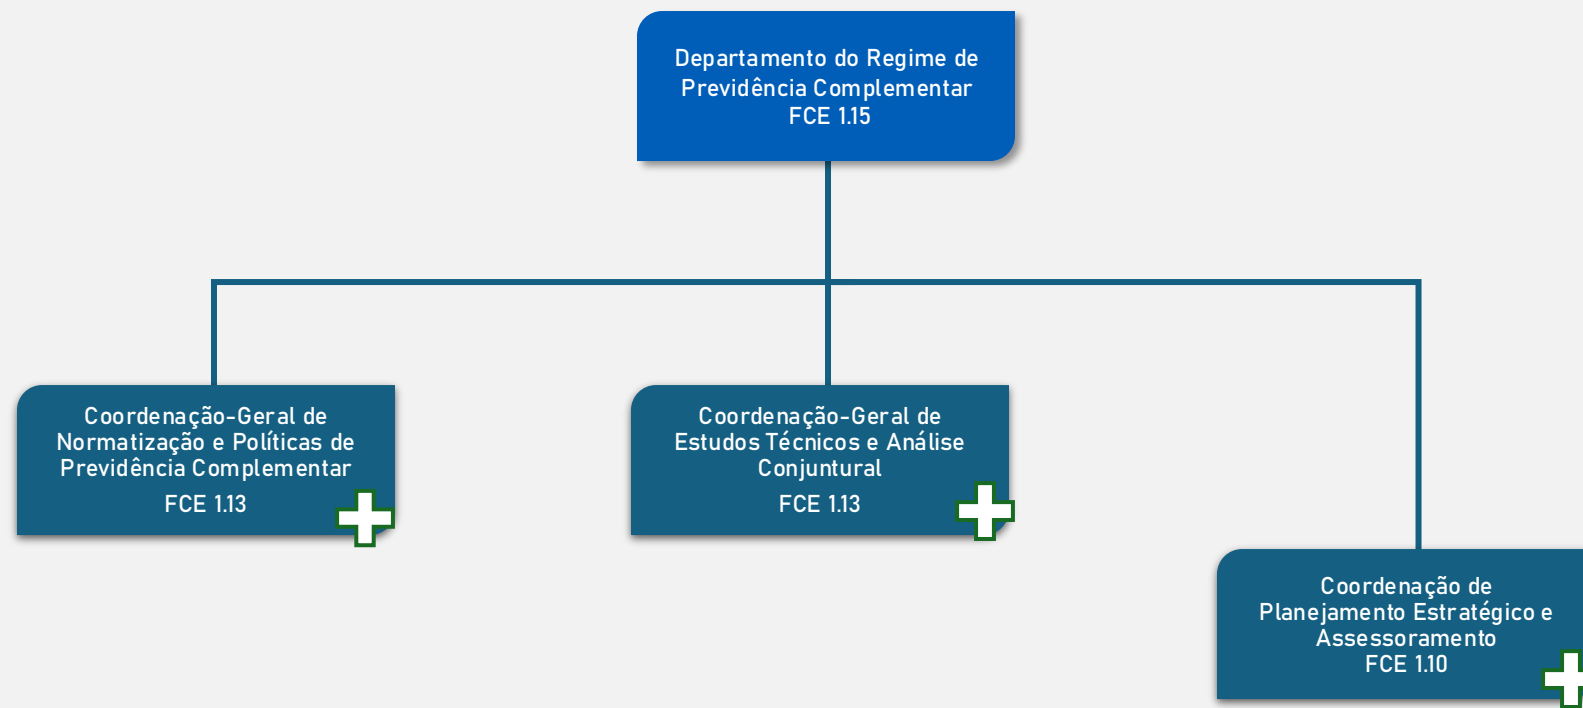 Departamento do Regime de
Previdência Complementar
FCE 1.15
Coordenação-Geral de
Normatização e Políticas de
Previdência Complementar
FCE 1.13
Coordenação-Geral de
Estudos Técnicos e Análise
Conjuntural
FCE 1.13
Coordenação de
Planejamento Estratégico e
Assessoramento
FCE 1.10